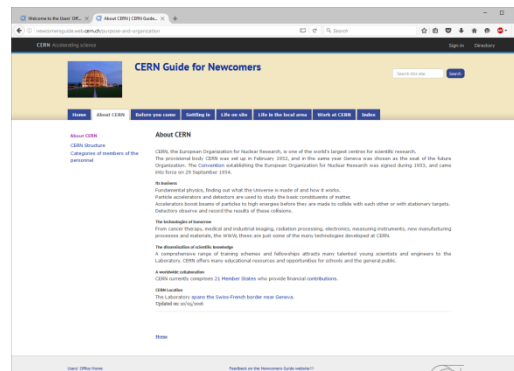 Welcome to the Users' Off...
About CERN | CERN Guide...
newcomersguide.web.cern.ch/purpose-and-organization
Search
CERN Accelerating science
Sign in
Directory
CERN Guide for Newcomers
Search this site
Search
Home
About CERN
Before you came
Settling in
Life on site
Life in the local area
Work at CERN
Index
About CERN
CERN Structure
Categories of members of the
personnel
About CERN
CERN, the European Organization for Nuclear Research, is one of the world's largest centres for scientific research.
The provisional body CERN was set up in February 1952, and in the same year Geneva was chosen as the seat of the future
Organization. The Convention establishing the European Organization for Nuclear Research was signed during 1953, and came
into force on 29 September 1954.
Its business
Fundamental physics, finding out what the Universe is made of and how it works.
Particle accelerators and detectors are used to study the basic constituents of matter.
Accelerators boost beams of particles to high energies before they are made to collide with each other or with stationary targets.
Detectors observe and record the results of these collisions.
The technologies of tomorrow
From cancer therapy, medical and industrial imaging, radiation processing, electronics, measuring instruments, new manufacturing
processes and materials, the WWW, these are just some of the many technologies developed at CERN.
The dissemination of scientific knowledge
A comprehensive range of training schemes and fellowships attracts many talented young scientists and engineers to the
Laboratory. CERN offers many educational resources and opportunities for schools and the general public.
A worldwide collaboration
CERN currently comprises 21 Member States who provide financial contributions.
CERN Location
The Laboratory spans the Swiss-French border near Geneva.
Updated on:
Home
Users' Office Home
Feedback on the Newcomers Guide website!!!